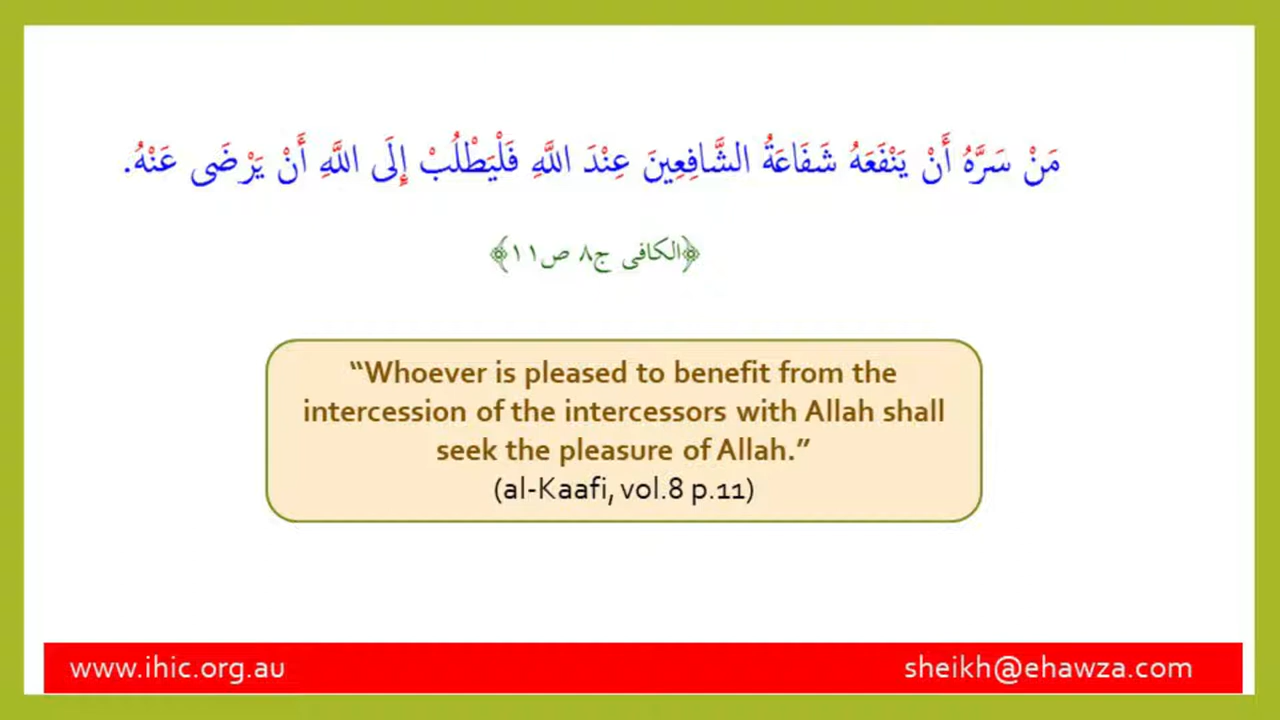 مَنْ سَرَّهُ أَنْ يَنْفَعَهُ شَفَاعَةُ الشَّافِعِينَ عِنْدَ اللَّهِ فَلْيَطْلُبْ إِلَى اللَّهِ أَنْ يَرْضَى عَنْهُ.
﴿الكافي ج٨ ص١١﴾
“Whoever is pleased to benefit from the
intercession of the intercessors with Allah shall
seek the pleasure of Allah.”
(al-Kaafi, vol.8 p.11)
www.ihic.org.au
sheikh@ehawza.com